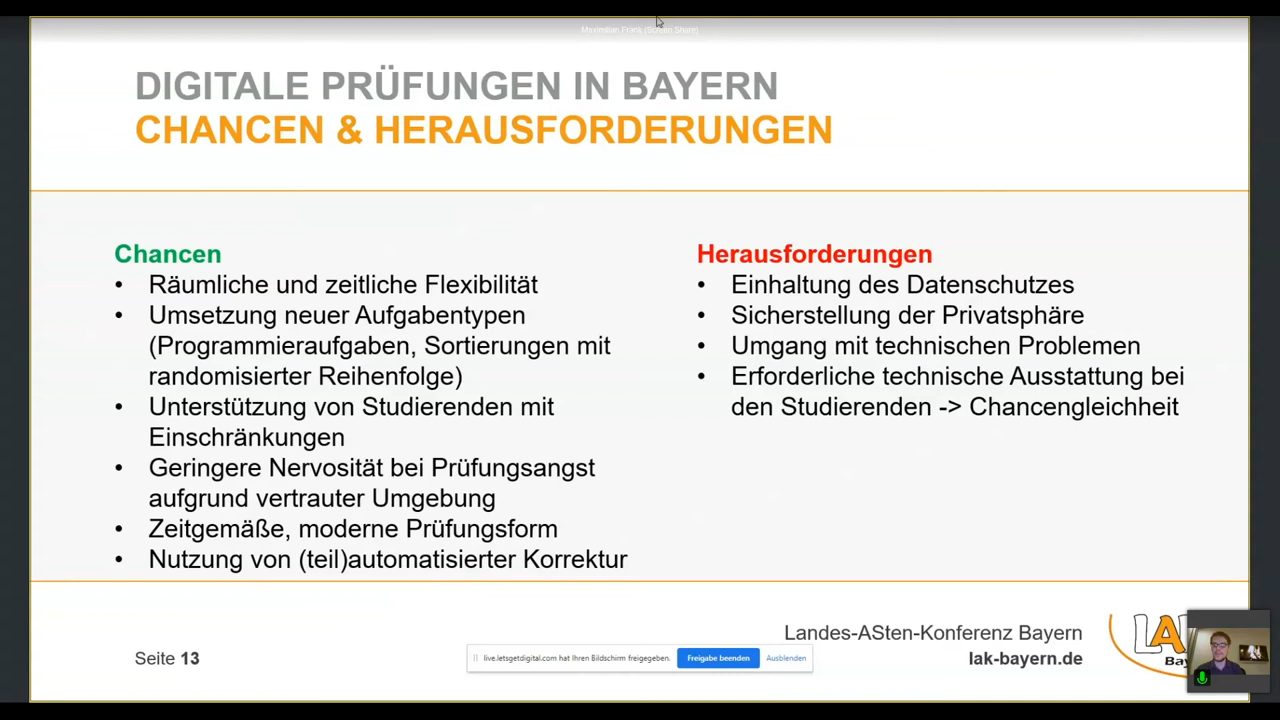 Maximilian Frank (Screen Share)
DIGITALE PRÜFUNGEN IN BAYERN
CHANCEN & HERAUSFORDERUNGEN
Chancen
• Räumliche und zeitliche Flexibilität
• Umsetzung neuer Aufgabentypen
(Programmieraufgaben, Sortierungen mit
randomisierter Reihenfolge)
• Unterstützung von Studierenden mit
Einschränkungen
• Geringere Nervosität bei Prüfungsangst
aufgrund vertrauter Umgebung
• Zeitgemäße, moderne Prüfungsform
• Nutzung von (teil)automatisierter Korrektur
Herausforderungen
• Einhaltung des Datenschutzes
• Sicherstellung der Privatsphäre
• Umgang mit technischen Problemen
• Erforderliche technische Ausstattung bei
den Studierenden -> Chancengleichheit
Landes-ASten-Konferenz Bayern
lak-bayern.de
Seite 13
live.letsgetdigital.com hat Ihren Bildschirm freigegeben.
Freigabe beenden
Ausblenden